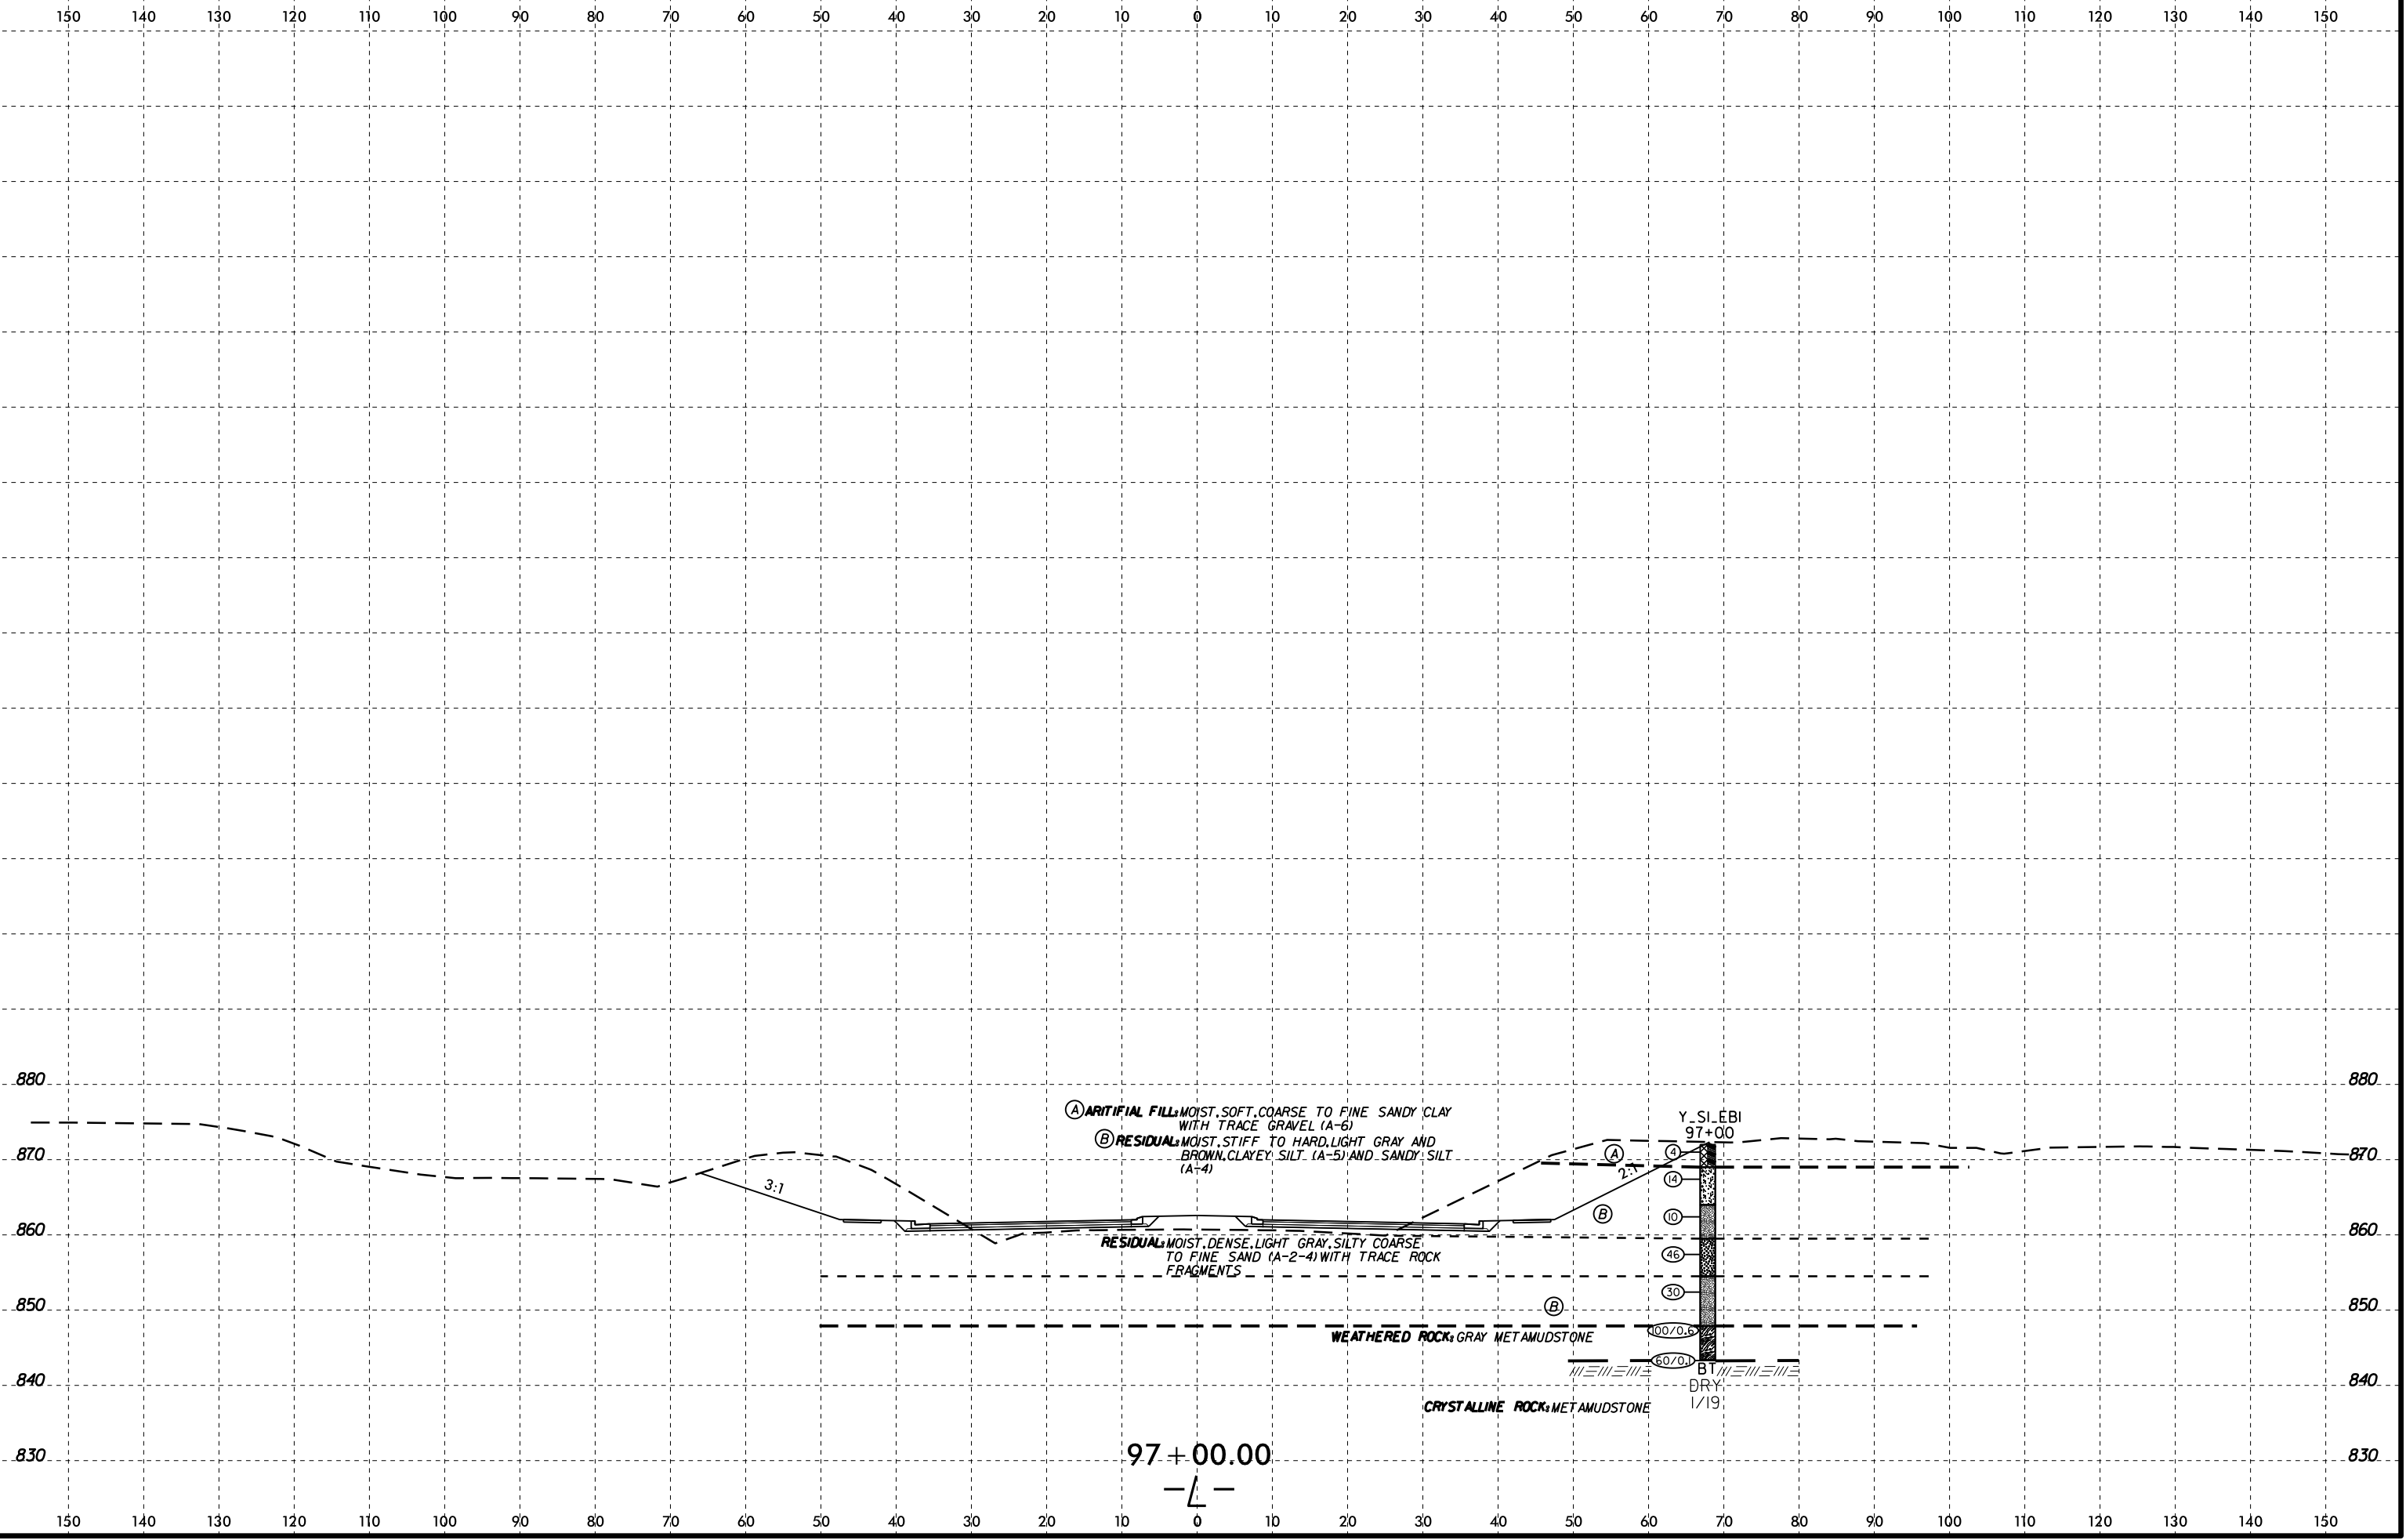 150 140 130 120 110 100 90 80 70 60 50 40 30 20 10 0 10 20 30 40 50 60 70 80 90 100 110 120 130 140 150
880 880
Ⓐ ARITIFIAL FILL: MOIST, SOFT, COARSE TO FINE SANDY CLAY
WITH TRACE GRAVEL (A-6)
Ⓑ RESIDUAL: MOIST, STIFF TO HARD, LIGHT GRAY AND
BROWN, CLAYEY SILT (A-5) AND SANDY SILT
(A-4)
Y_SI_EBI
97+00
870 870
A
4
2:1
14
3:1
B
10
860 860
RESIDUAL: MOIST, DENSE, LIGHT GRAY, SILTY COARSE
TO FINE SAND (A-2-4) WITH TRACE ROCK
FRAGMENTS
46
30
850 850
B
WEATHERED ROCK: GRAY METAMUDSTONE
100/0.6
60/0.1
BT
DRY
1/19
840 840
CRYSTALLINE ROCK: METAMUDSTONE
830 830
97+00.00
-L-
150 140 130 120 110 100 90 80 70 60 50 40 30 20 10 0 10 20 30 40 50 60 70 80 90 100 110 120 130 140 150